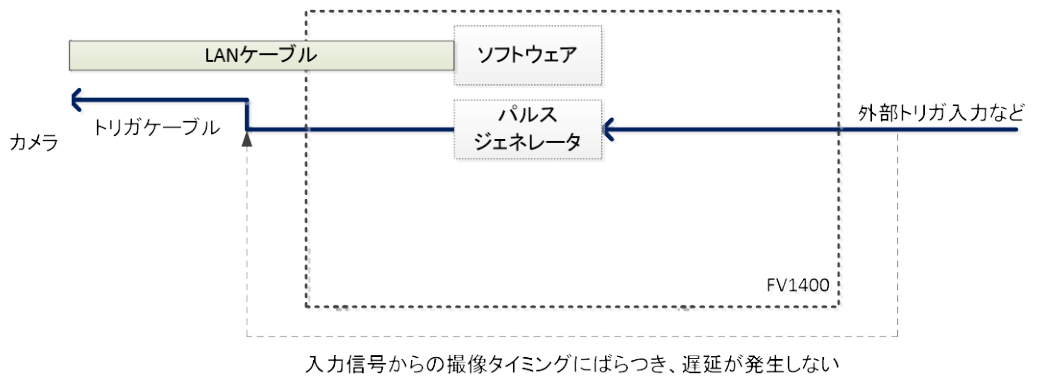 LANケーブル
ソフトウェア
トリガケーブル
カメラ
パルス
ジェネレータ
外部トリガ入力など
FV1400
入力信号からの撮像タイミングにばらつき、遅延が発生しない